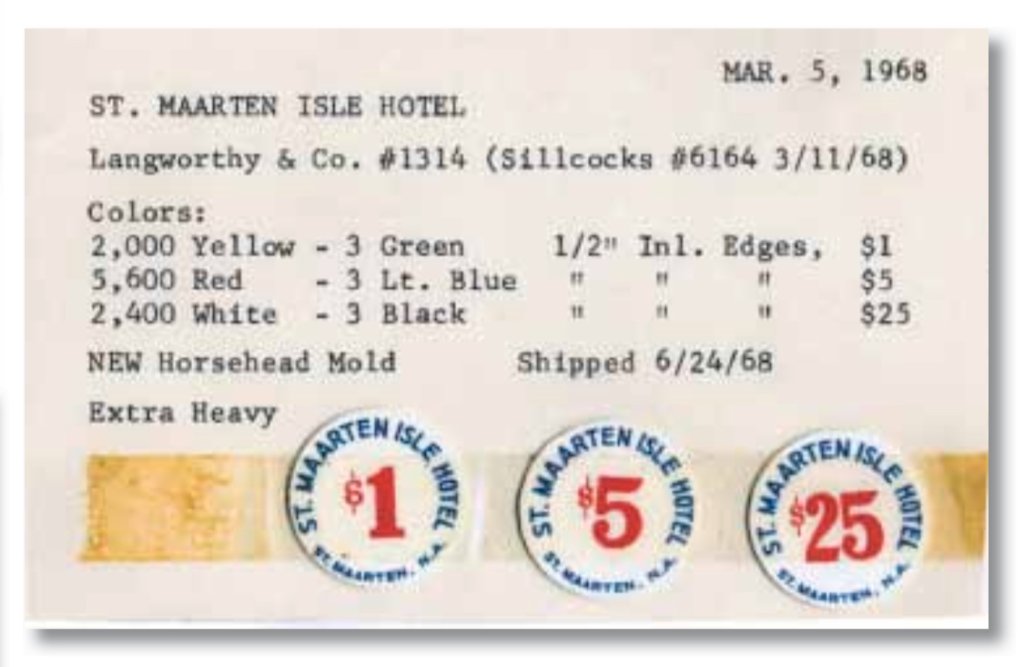 MAR. 5, 1968
ST. MAARTEN ISLE HOTEL
Langworthy & Co. #1314 (Sillcocks #6164 3/11/68)
Colors:
2,000 Yellow - 3 Green 1/2" Inl. Edges, $1
5,600 Red - 3 Lt. Blue " " " $5
2,400 White - 3 Black " " " $25
NEW Horsehead Mold Shipped 6/24/68
Extra Heavy
ST. MAARTEN ISLE HOTEL
$1
ST. MAARTEN, N.A.
ST. MAARTEN ISLE HOTEL
$5
ST. MAARTEN, N.A.
ST. MAARTEN ISLE HOTEL
$25
ST. MAARTEN, N.A.